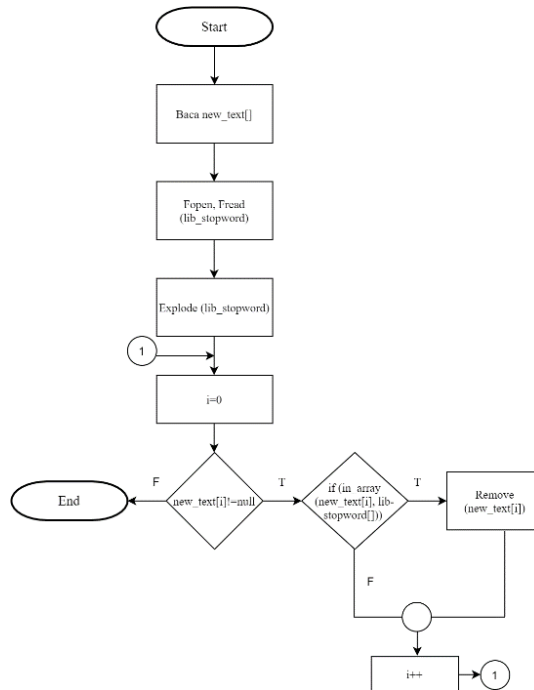 Start
Baca new_text[]
Fopen, Fread
(lib_stopword)
Explode (lib_stopword)
1
i=0
F
End
new_text[i]!=null
T
if (in_array
(new_text[i], lib-
stopword[]))
T
Remove
(new_text[i])
F
i++
1